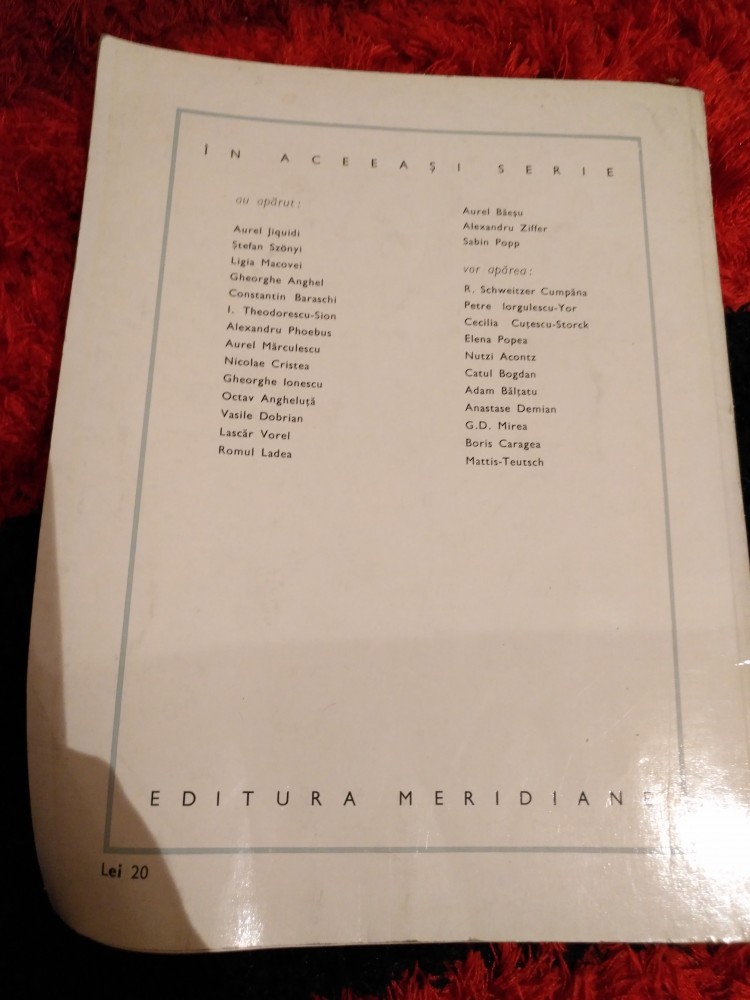 ÎN ACEEAȘI SERIE
au apărut:
Aurel Jiquidi
Ștefan Szönyi
Ligia Macovei
Gheorghe Anghel
Constantin Baraschi
I. Theodorescu-Sion
Alexandru Phoebus
Aurel Mărculescu
Nicolae Cristea
Gheorghe Ionescu
Octav Angheluță
Vasile Dobrian
Lascăr Vorel
Romul Ladea
Aurel Băeșu
Alexandru Ziffer
Sabin Popp
vor apărea:
R. Schweitzer Cumpăna
Petre Iorgulescu-Yor
Cecilia Cuțescu-Storck
Elena Popea
Nutzi Acontz
Catul Bogdan
Adam Bălțatu
Anastase Demian
G.D. Mirea
Boris Caragea
Mattis-Teutsch
EDITURA MERIDIANE
Lei 20